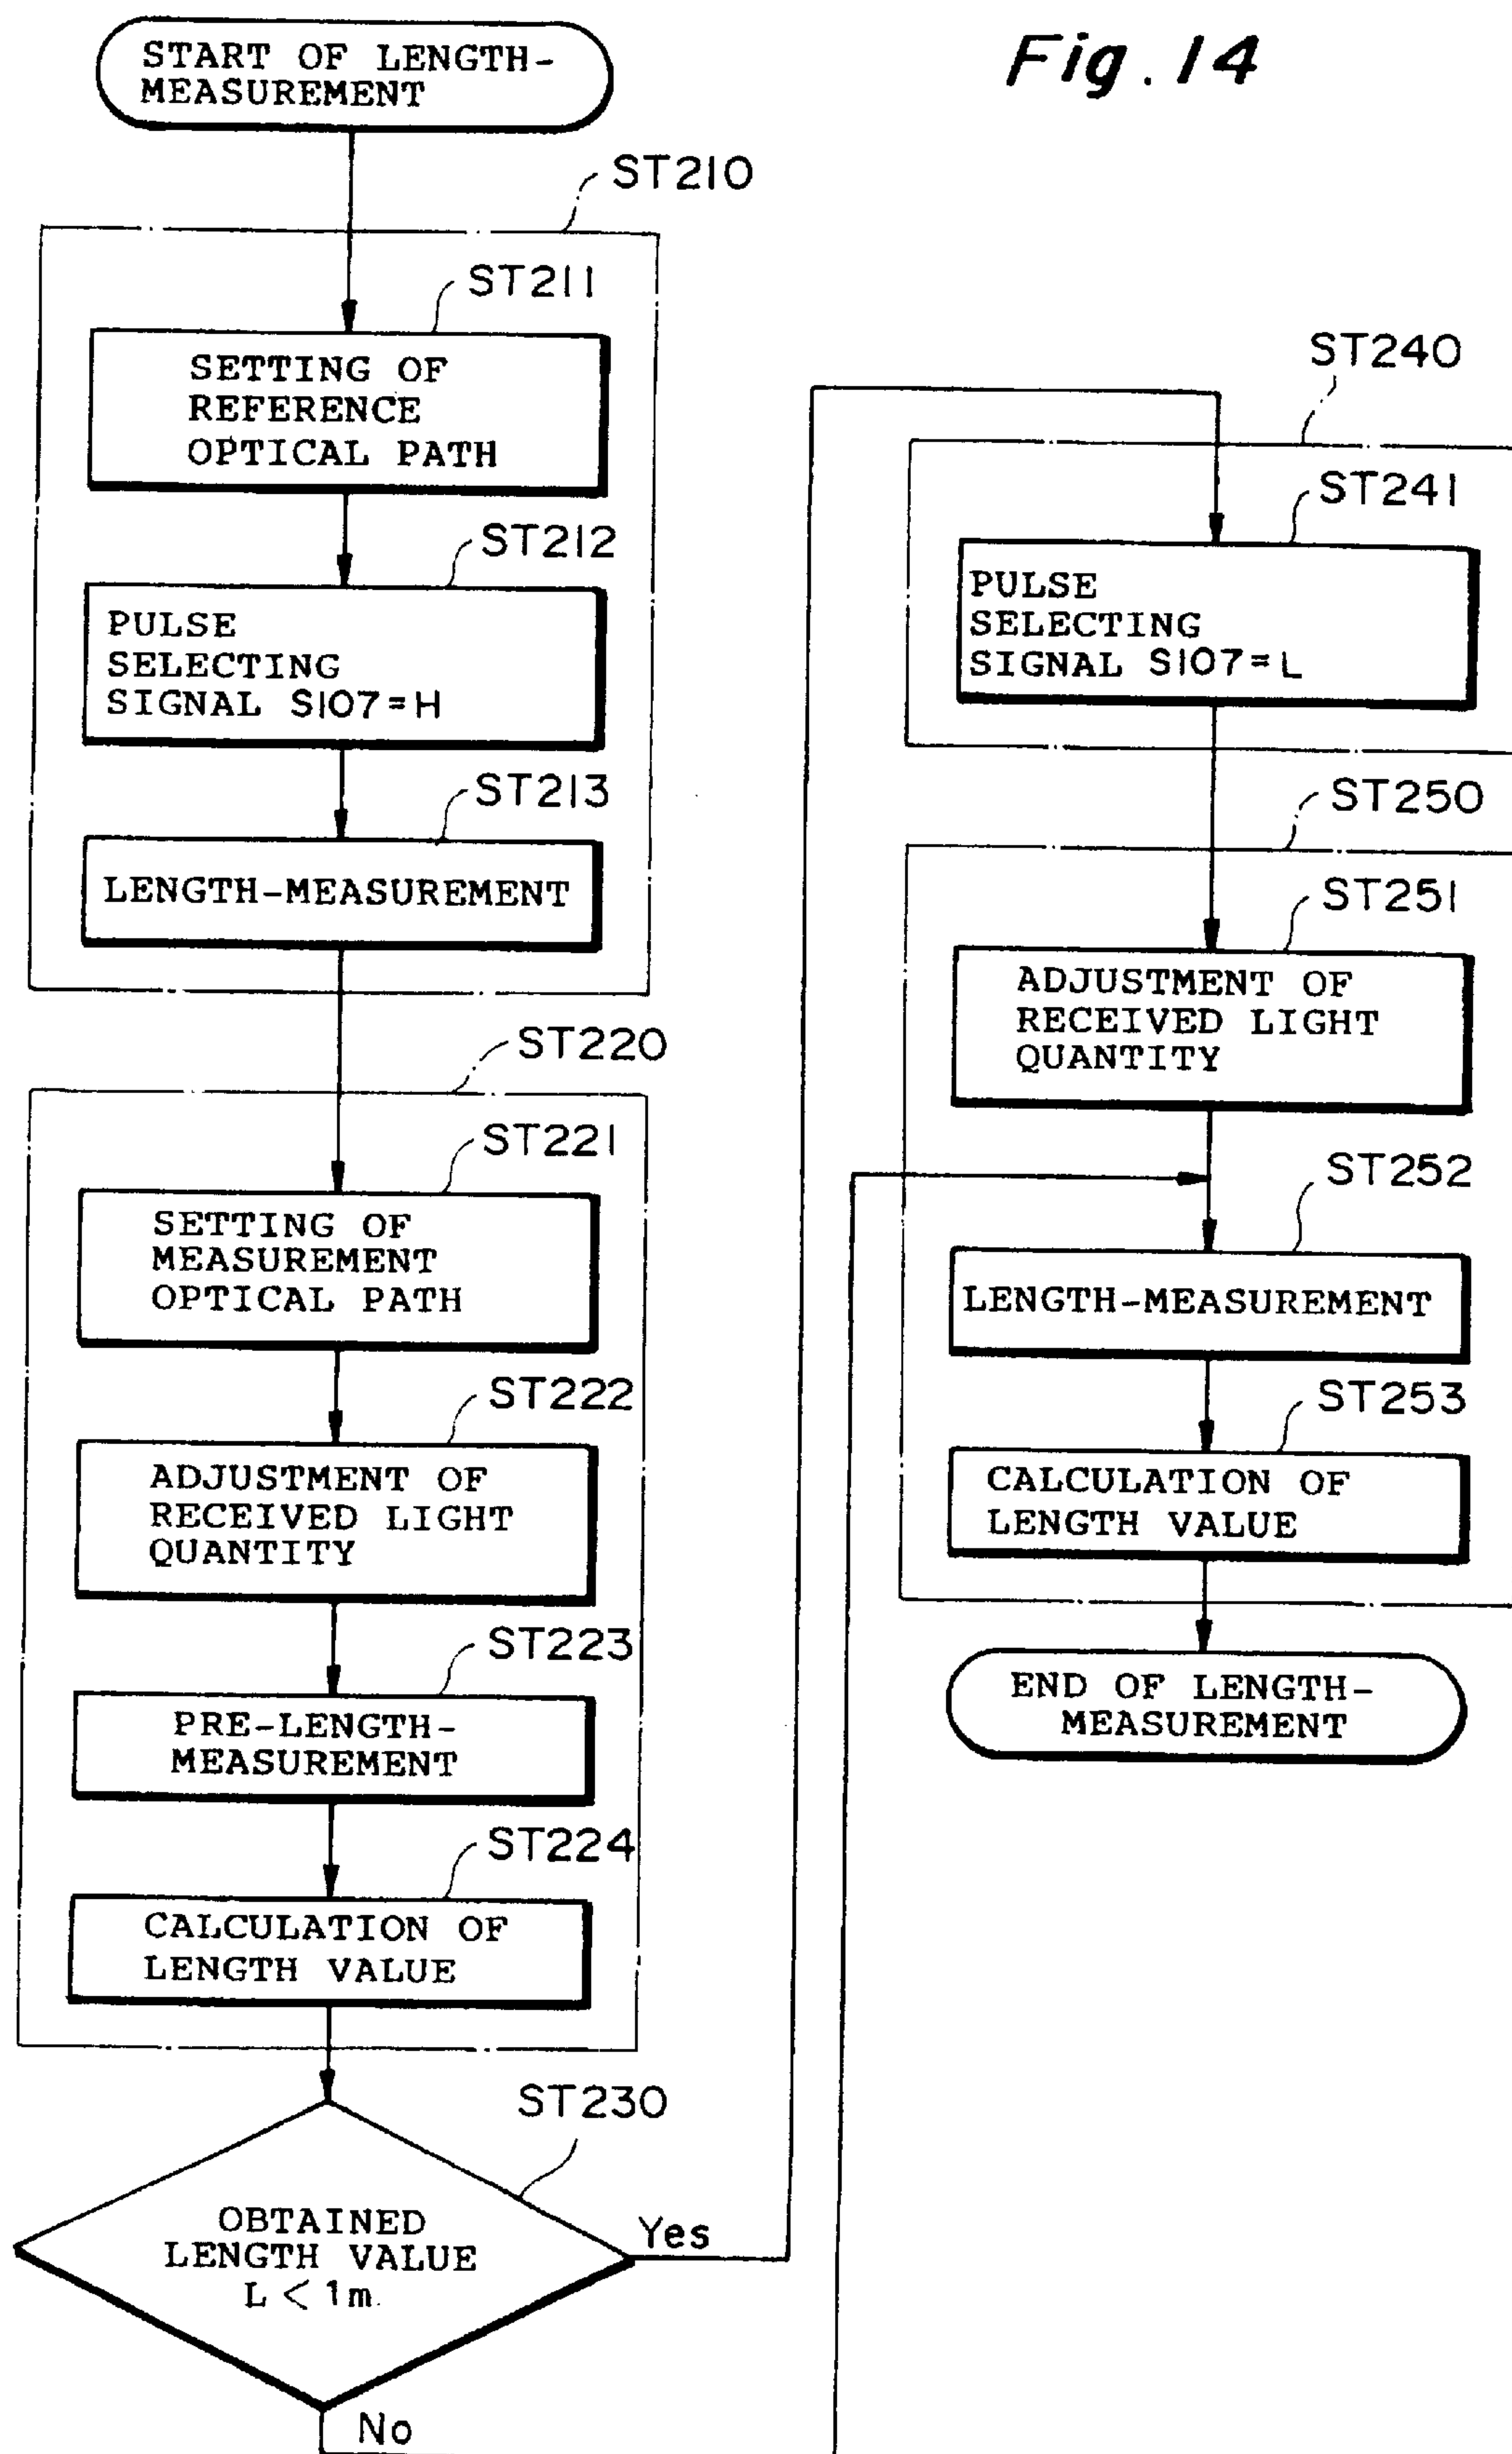 Fig. 14
START OF LENGTH-
MEASUREMENT
ST210
ST211
SETTING OF
REFERENCE
OPTICAL PATH
ST212
PULSE
SELECTING
SIGNAL S107=H
ST213
LENGTH-MEASUREMENT
ST220
ST221
SETTING OF
MEASUREMENT
OPTICAL PATH
ST222
ADJUSTMENT OF
RECEIVED LIGHT
QUANTITY
ST223
PRE-LENGTH-
MEASUREMENT
ST224
CALCULATION OF
LENGTH VALUE
ST230
OBTAINED
LENGTH VALUE
L < 1m
Yes
No
ST240
ST241
PULSE
SELECTING
SIGNAL S107=L
ST250
ST251
ADJUSTMENT OF
RECEIVED LIGHT
QUANTITY
ST252
LENGTH-MEASUREMENT
ST253
CALCULATION OF
LENGTH VALUE
END OF LENGTH-
MEASUREMENT